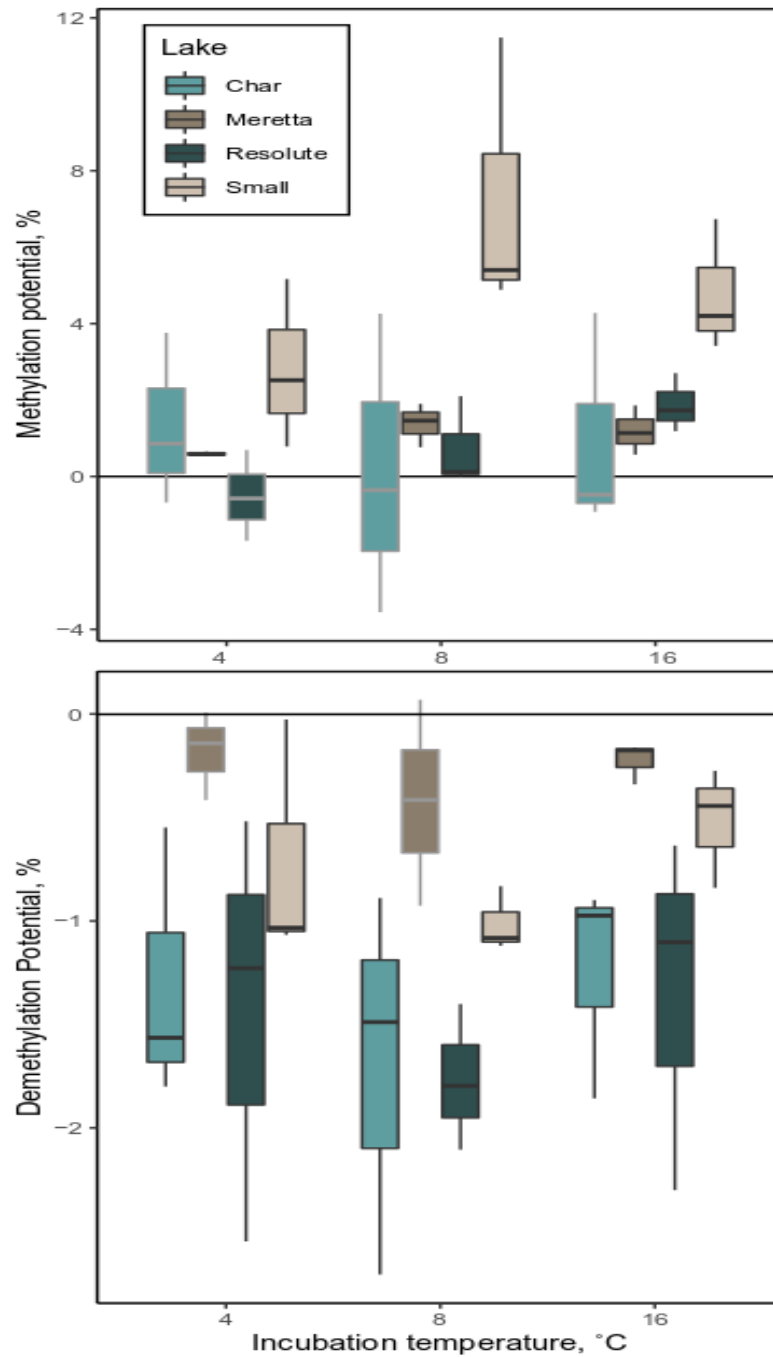 12
Lake
Char
Meretta
Resolute
Small
8
4
0
−4
Methylation potential, %
4 8 16
0
−1
−2
Demethylation Potential, %
4 8 16
Incubation temperature, °C